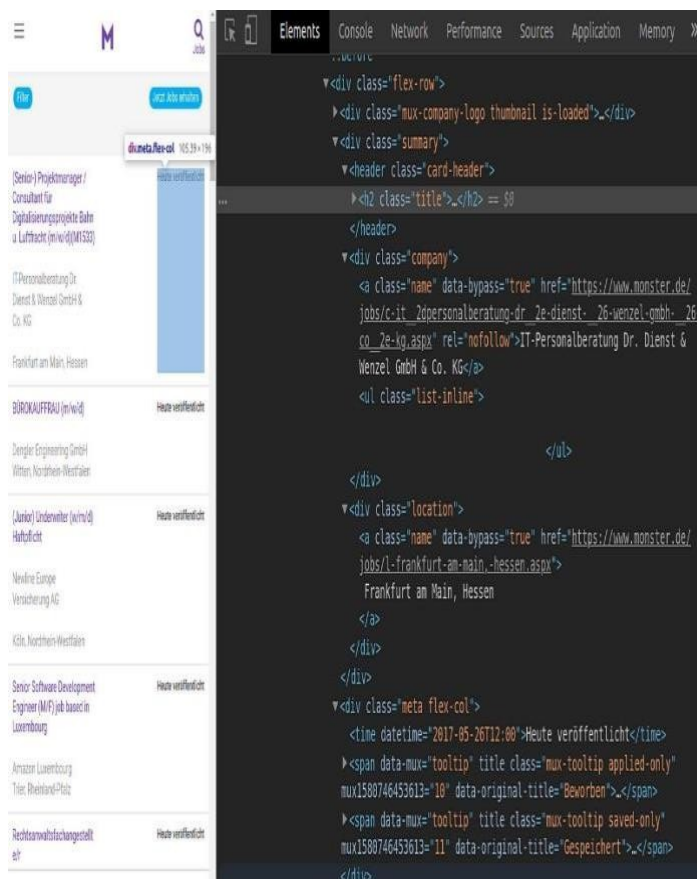 M
Jobs
Filter
Jetzt Jobs erhalten
div.meta.flex-col 105.39 × 196
(Senior-) Projektmanager /
Consultant für
Digitalisierungsprojekte Bahn
u. Luftfracht (m/w/d)(M1533)
Heute veröffentlicht
IT-Personalberatung Dr.
Dienst & Wenzel GmbH &
Co. KG
Frankfurt am Main, Hessen
BÜROKAUFFRAU (m/w/d)
Heute veröffentlicht
Dengler Engineering GmbH
Witten, Nordrhein-Westfalen
(Junior) Underwriter (w/m/d)
Haftpflicht
Heute veröffentlicht
Newline Europe
Versicherung AG
Köln, Nordrhein-Westfalen
Senior Software Development
Engineer (M/F) job based in
Luxembourg
Heute veröffentlicht
Amazon Luxembourg
Trier, Rheinland-Pfalz
Rechtsanwaltsfachangestellt
e/r
Heute veröffentlicht
Elements Console Network Performance Sources Application Memory »
::before
▼<div class="flex-row">
▶<div class="mux-company-logo thumbnail is-loaded">…</div>
▼<div class="summary">
▼<header class="card-header">
… ▶<h2 class="title">…</h2> == $0
</header>
▼<div class="company">
<a class="name" data-bypass="true" href="https://www.monster.de/
jobs/c-it__2dpersonalberatung-dr__2e-dienst-__26-wenzel-gmbh-__26
co__2e-kg.aspx" rel="nofollow">IT-Personalberatung Dr. Dienst &
Wenzel GmbH & Co. KG</a>
<ul class="list-inline">
</ul>
</div>
▼<div class="location">
<a class="name" data-bypass="true" href="https://www.monster.de/
jobs/l-frankfurt-am-main,-hessen.aspx">
Frankfurt am Main, Hessen
</a>
</div>
</div>
▼<div class="meta flex-col">
<time datetime="2017-05-26T12:00">Heute veröffentlicht</time>
▶<span data-mux="tooltip" title class="mux-tooltip applied-only"
mux1580746453613="10" data-original-title="Beworben">…</span>
▶<span data-mux="tooltip" title class="mux-tooltip saved-only"
mux1580746453613="11" data-original-title="Gespeichert">…</span>
</div>